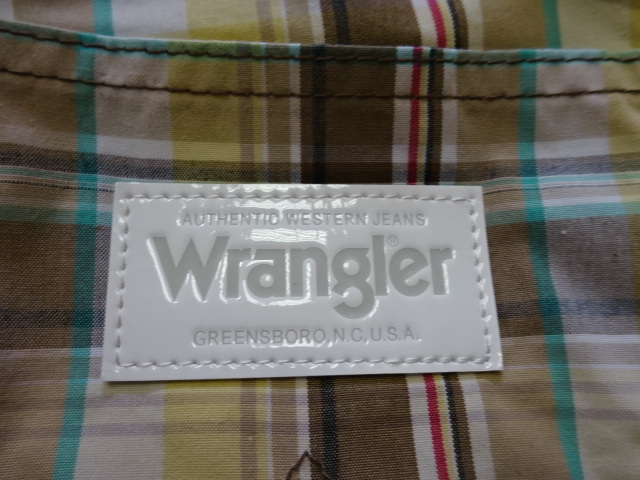 AUTHENTIC WESTERN JEANS
Wrangler®
GREENSBORO, N.C, U.S.A.